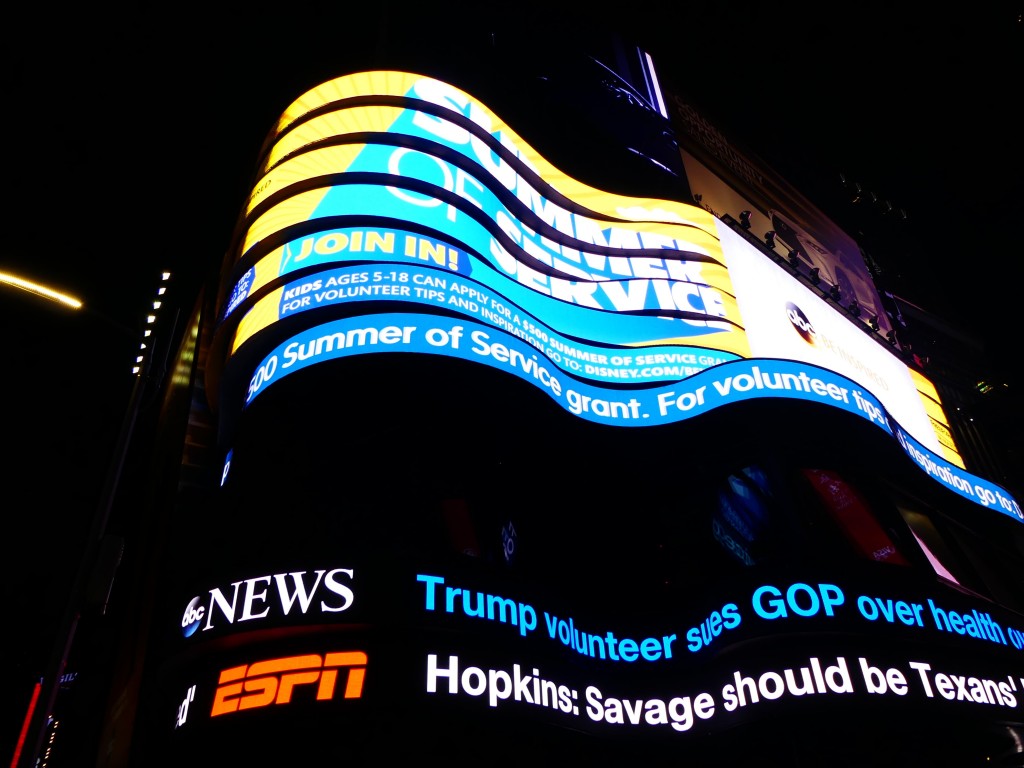 SUMMER
OF
SERVICE
JOIN IN!
KIDS AGES 5-18 CAN APPLY FOR A $500 SUMMER OF SERVICE
FOR VOLUNTEER TIPS AND INSPIRATION GO TO: DISNEY.COM/
00 Summer of Service grant. For volunteer tips inspiration go to:
abc
abc NEWS Trump volunteer sues GOP over health
ESPN Hopkins: Savage should be Texans'